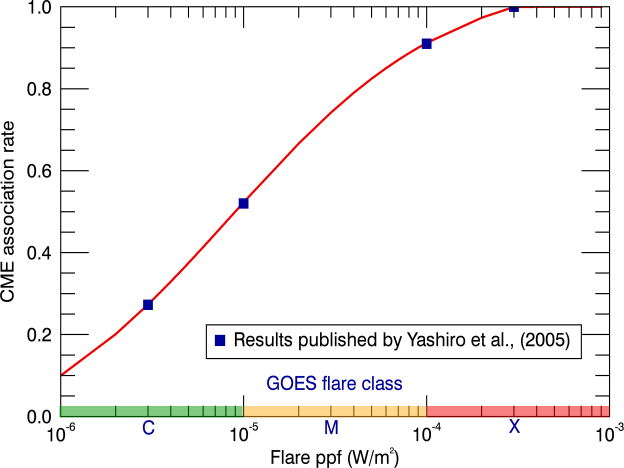 1.0
0.8
0.6
0.4
0.2
0.0
CME association rate
Results published by Yashiro et al., (2005)
GOES flare class
C M X
10⁻⁶ 10⁻⁵ 10⁻⁴ 10⁻³
Flare ppf (W/m²)